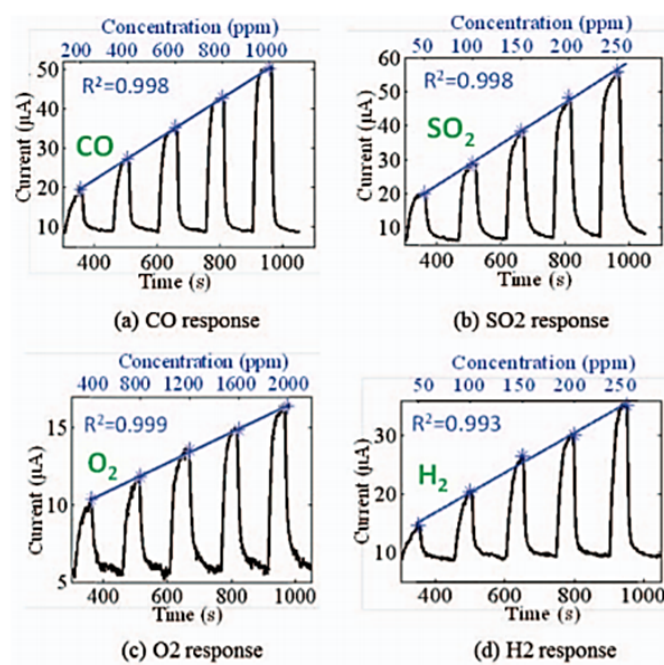 Concentration (ppm)
200 400 600 800 1000
50
40
30
20
10
Current (μA)
R²=0.998
CO
400 600 800 1000
Time (s)
(a) CO response
Concentration (ppm)
50 100 150 200 250
60
50
40
30
20
10
Current (μA)
R²=0.998
SO₂
400 600 800 1000
Time (s)
(b) SO2 response
Concentration (ppm)
400 800 1200 1600 2000
15
10
5
Current (μA)
R²=0.999
O₂
400 600 800 1000
Time (s)
(c) O2 response
Concentration (ppm)
50 100 150 200 250
30
20
10
Current (μA)
R²=0.993
H₂
400 600 800 1000
Time (s)
(d) H2 response